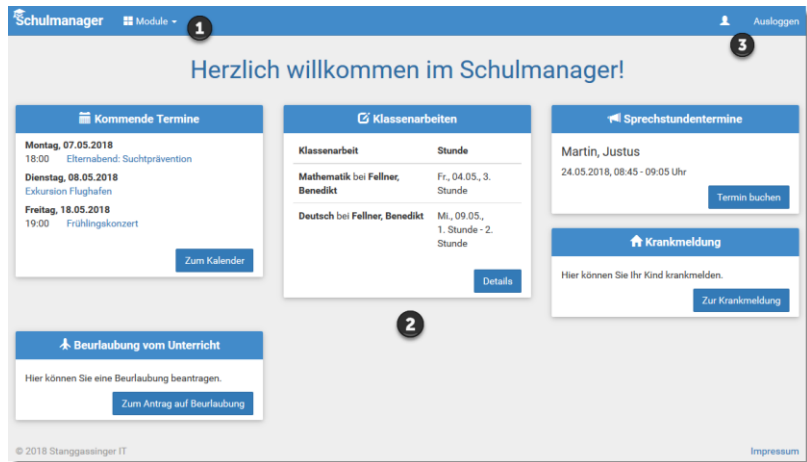 Schulmanager Module 1 Ausloggen
3
Herzlich willkommen im Schulmanager!
Kommende Termine
Montag, 07.05.2018
18:00 Elternabend: Suchtprävention
Dienstag, 08.05.2018
Exkursion Flughafen
Freitag, 18.05.2018
19:00 Frühlingskonzert
Zum Kalender
Klassenarbeiten
Klassenarbeit Stunde
Mathematik bei Fellner, Fr., 04.05., 3.
Benedikt Stunde
Deutsch bei Fellner, Benedikt Mi., 09.05.,
1. Stunde - 2.
Stunde
Details
Sprechstundentermine
Martin, Justus
24.05.2018, 08:45 - 09:05 Uhr
Termin buchen
Krankmeldung
Hier können Sie Ihr Kind krankmelden.
Zur Krankmeldung
2
Beurlaubung vom Unterricht
Hier können Sie eine Beurlaubung beantragen.
Zum Antrag auf Beurlaubung
© 2018 Stanggassinger IT Impressum